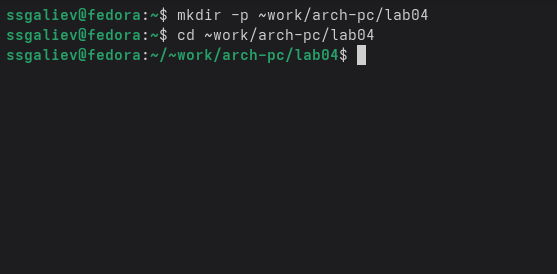 ssgaliev@fedora:~$ mkdir -p ~work/arch-pc/lab04
ssgaliev@fedora:~$ cd ~work/arch-pc/lab04
ssgaliev@fedora:~/~work/arch-pc/lab04$